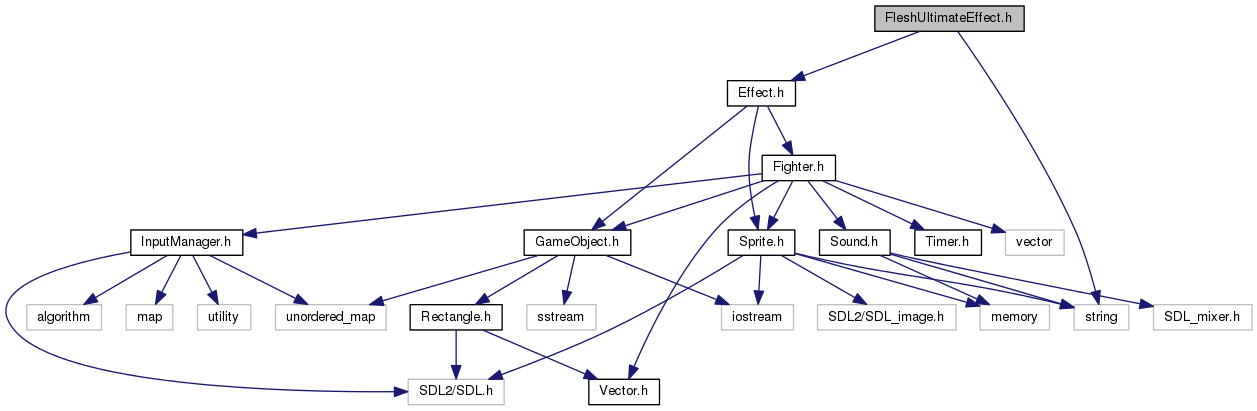 FleshUltimateEffect.h
Effect.h
Fighter.h
InputManager.h
GameObject.h
Sprite.h
Sound.h
Timer.h
vector
algorithm
map
utility
unordered_map
Rectangle.h
sstream
iostream
SDL2/SDL_image.h
memory
string
SDL_mixer.h
SDL2/SDL.h
Vector.h